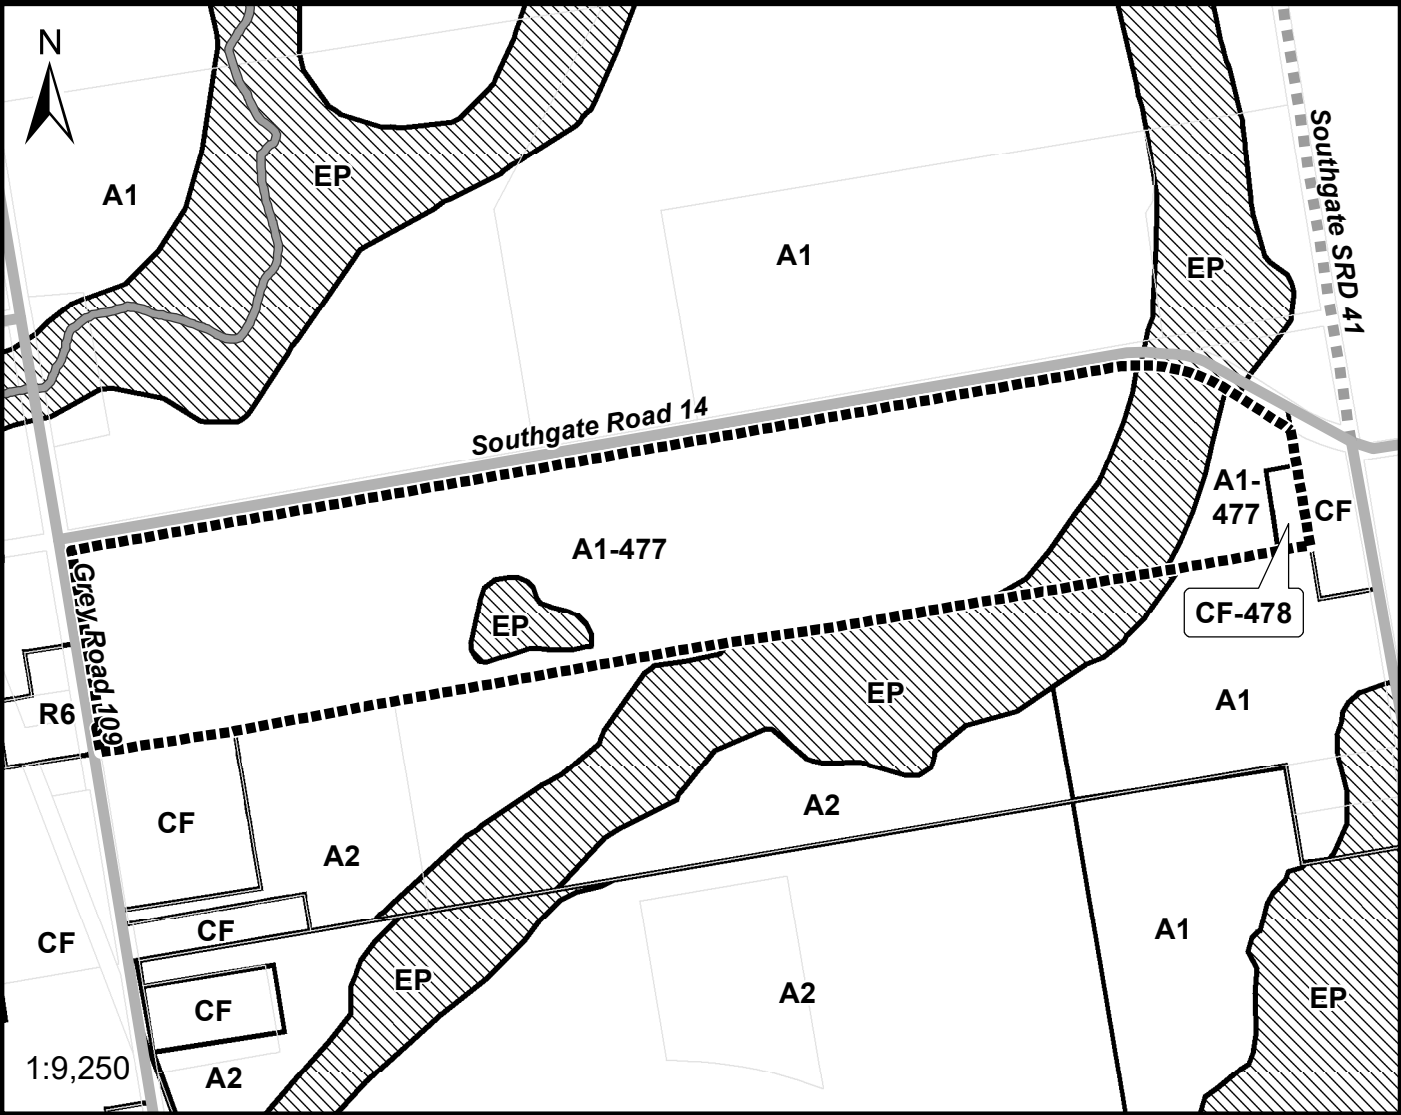 N
A1
EP
A1
EP
Southgate SRD 41
Southgate Road 14
A1-
477
CF
A1-477
Grey Road 109
EP
CF-478
EP
A1
R6
A2
CF
A2
CF
CF
A1
EP
CF
A2
EP
1:9,250
A2